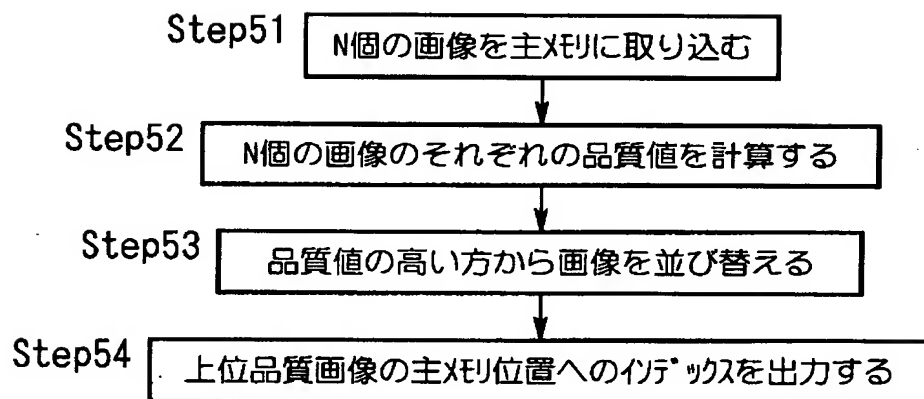 Step51 N個の画像を主ﾒﾓﾘに取り込む
Step52 N個の画像のそれぞれの品質値を計算する
Step53 品質値の高い方から画像を並び替える
Step54 上位品質画像の主ﾒﾓﾘ位置へのｲﾝﾃﾞｯｸｽを出力する